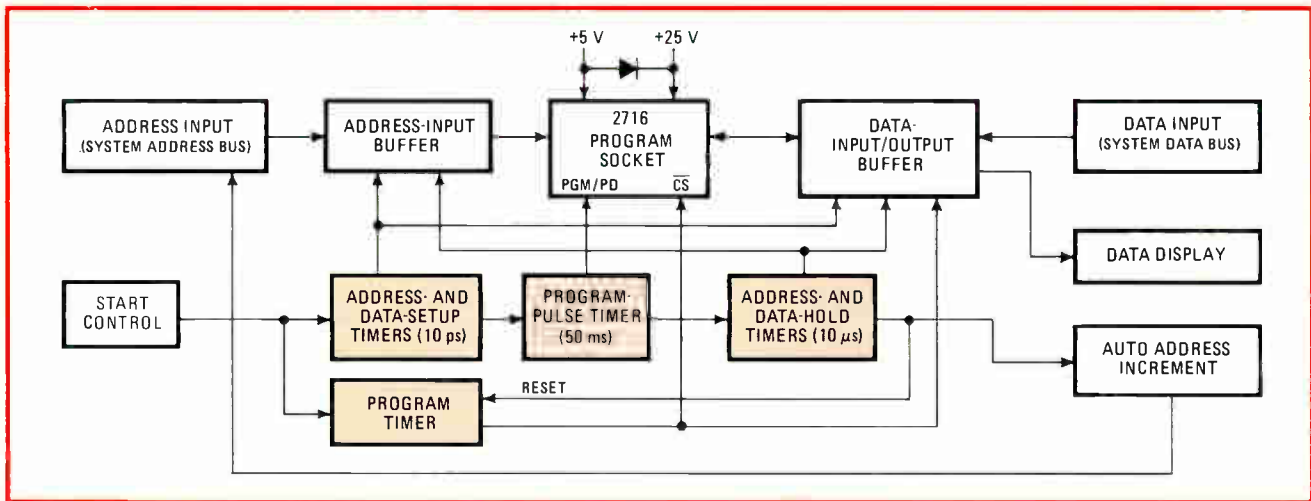 +5 V
+25 V
ADDRESS INPUT
(SYSTEM ADDRESS BUS)
ADDRESS-INPUT
BUFFER
2716
PROGRAM
SOCKET
PGM/PD
C̅S̅
DATA-
INPUT/OUTPUT
BUFFER
DATA INPUT
(SYSTEM DATA BUS)
DATA DISPLAY
START
CONTROL
ADDRESS- AND
DATA-SETUP
TIMERS (10 ps)
PROGRAM-
PULSE TIMER
(50 ms)
ADDRESS- AND
DATA-HOLD
TIMERS (10 μs)
AUTO ADDRESS
INCREMENT
RESET
PROGRAM
TIMER